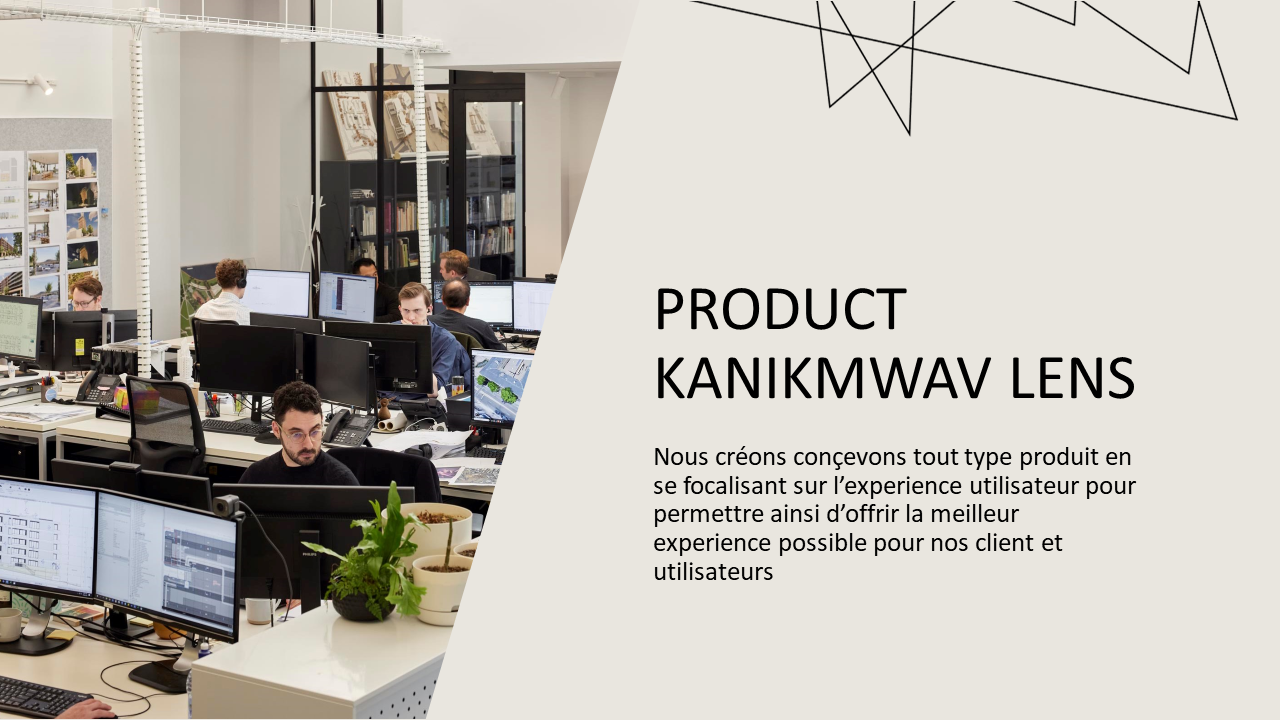 PRODUCT
KANIKMWAV LENS
Nous créons conçevons tout type produit en
se focalisant sur l’experience utilisateur pour
permettre ainsi d’offrir la meilleur
experience possible pour nos client et
utilisateurs